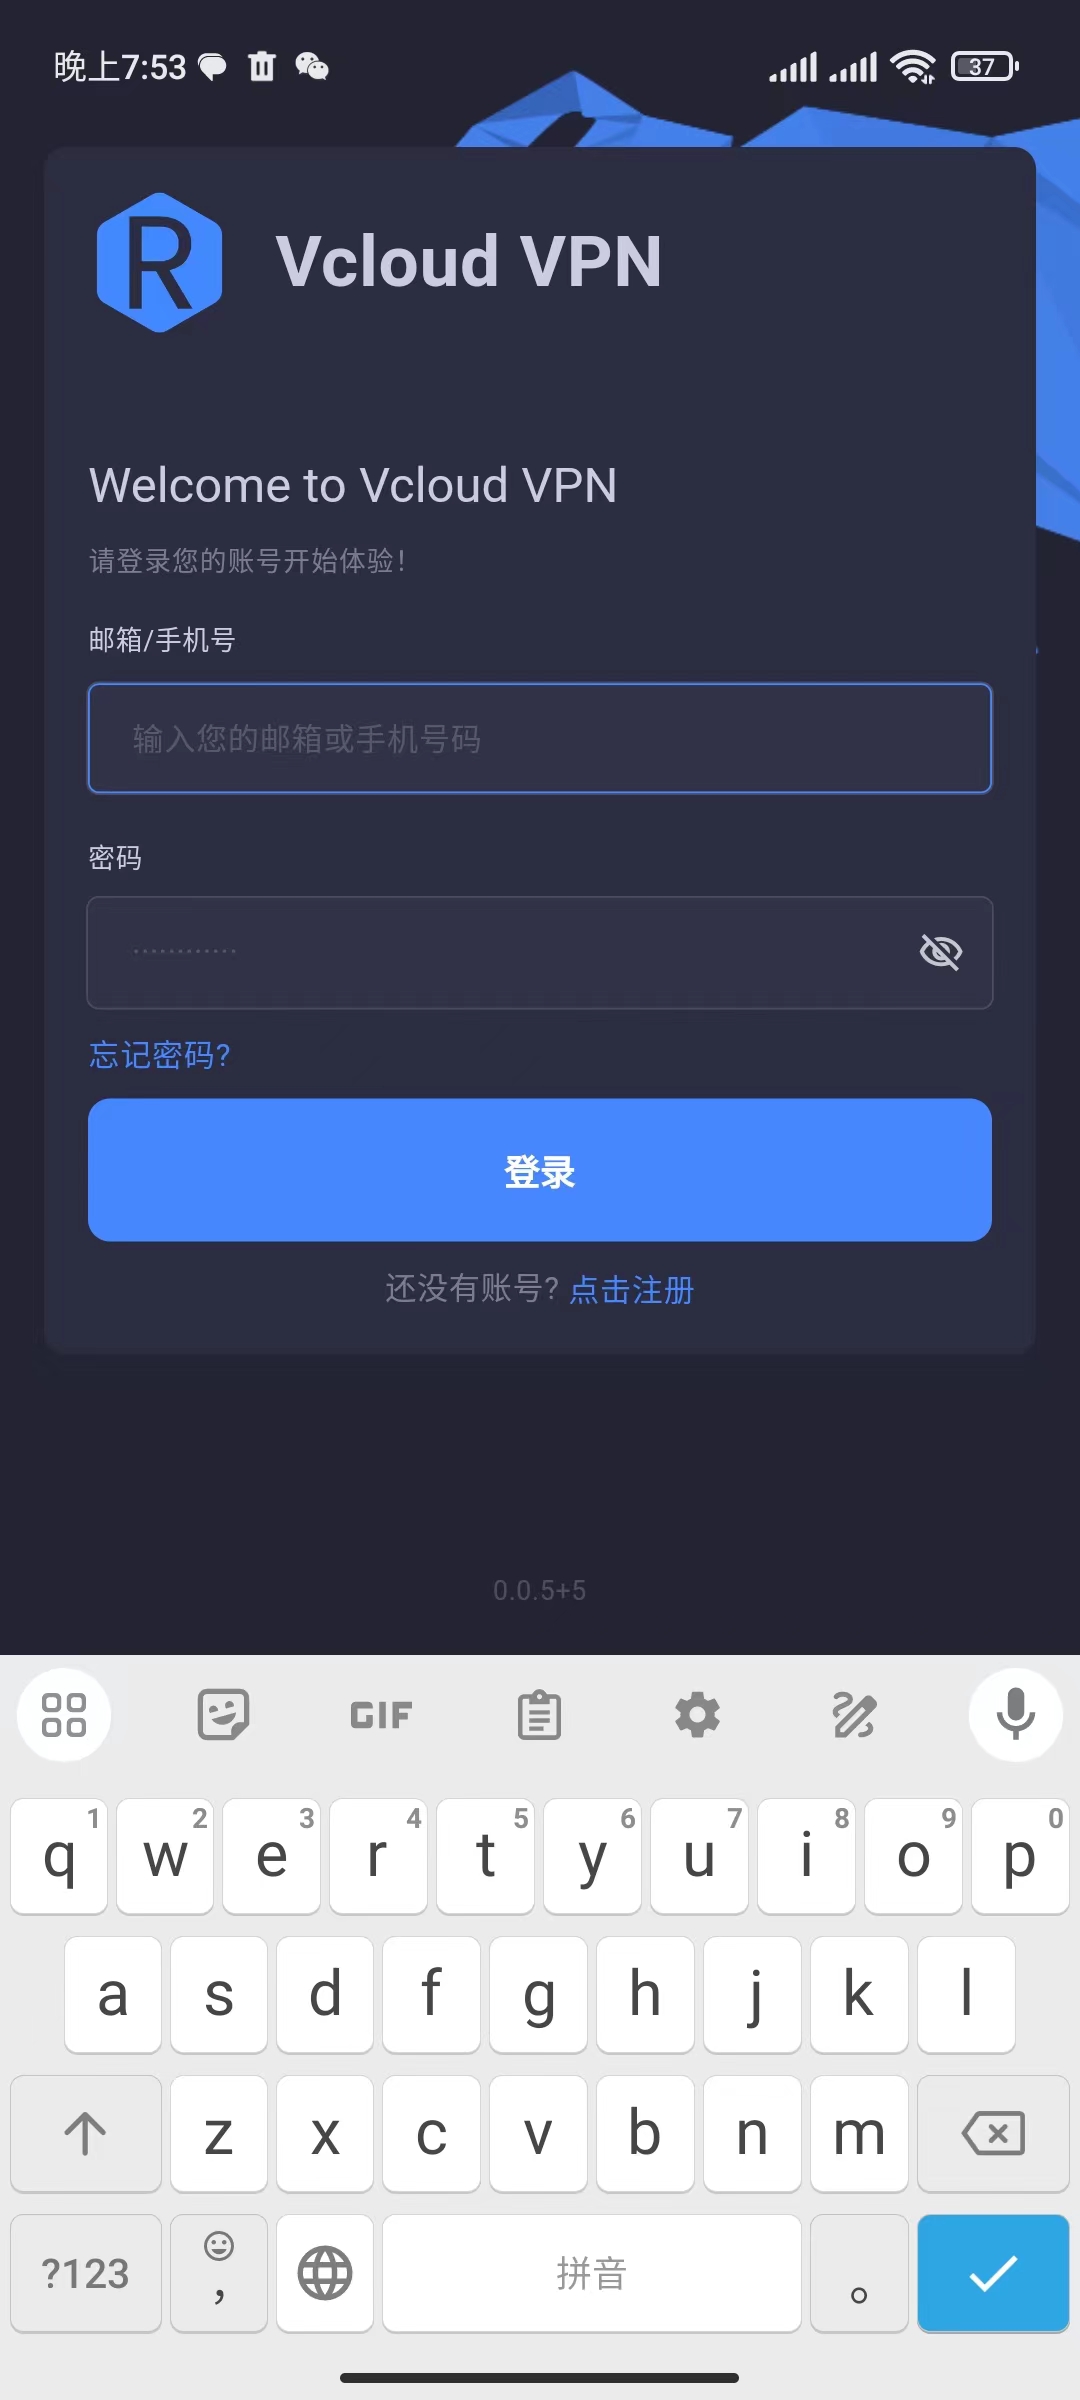 晚上7:53
37
R
Vcloud VPN
Welcome to Vcloud VPN
请登录您的账号开始体验！
邮箱/手机号
输入您的邮箱或手机号码
密码
············
忘记密码?
登录
还没有账号? 点击注册
0.0.5+5
GIF
1 2 3 4 5 6 7 8 9 0
q w e r t y u i o p
a s d f g h j k l
z x c v b n m
?123 , 拼音 。